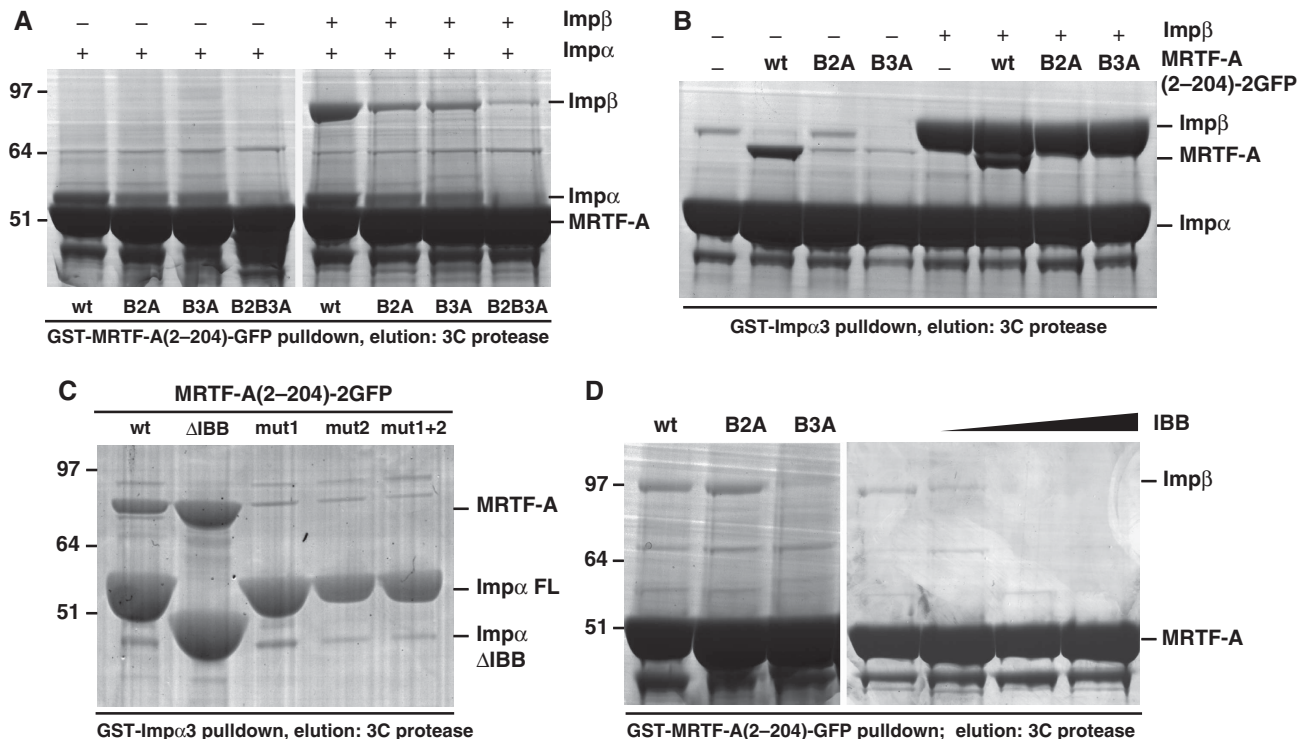 A
– – – – + + + + Impβ
+ + + + + + + + Impα
97
64
51
Impβ
Impα
MRTF-A
wt B2A B3A B2B3A wt B2A B3A B2B3A
GST-MRTF-A(2–204)-GFP pulldown, elution: 3C protease
B
– – – – + + + + Impβ
– wt B2A B3A – wt B2A B3A MRTF-A
(2–204)-2GFP
Impβ
MRTF-A
Impα
GST-Impα3 pulldown, elution: 3C protease
C
MRTF-A(2–204)-2GFP
wt ΔIBB mut1 mut2 mut1+2
97
64
51
MRTF-A
Impα FL
Impα
ΔIBB
GST-Impα3 pulldown, elution: 3C protease
D
wt B2A B3A IBB
97
64
51
Impβ
MRTF-A
GST-MRTF-A(2–204)-GFP pulldown; elution: 3C protease